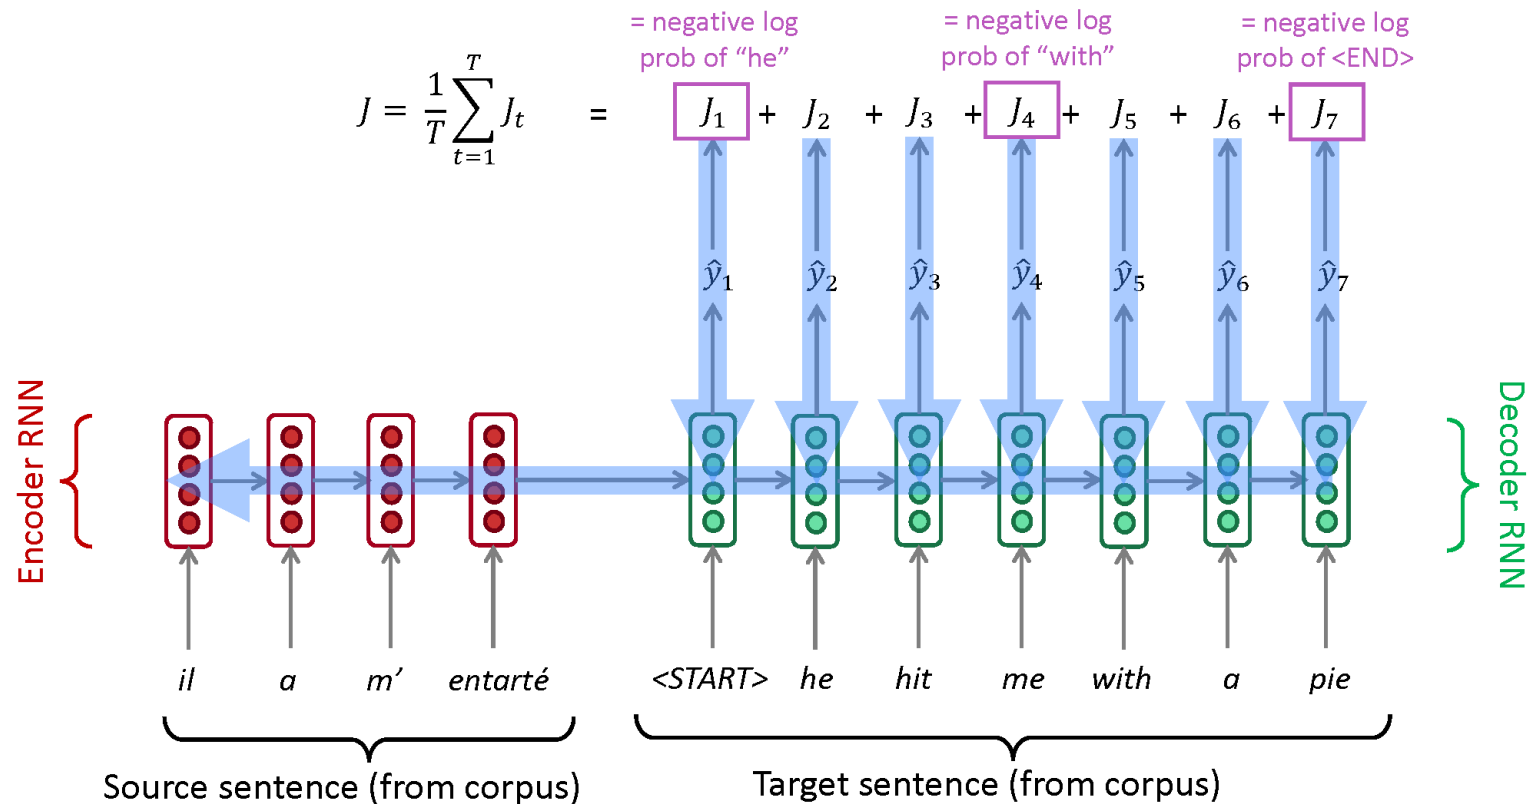 = negative log
prob of “he”
= negative log
prob of “with”
= negative log
prob of <END>
J = 1/T ∑_{t=1}^{T} J_t = J_1 + J_2 + J_3 + J_4 + J_5 + J_6 + J_7
ŷ_1 ŷ_2 ŷ_3 ŷ_4 ŷ_5 ŷ_6 ŷ_7
Encoder RNN
Decoder RNN
il a m’ entarté <START> he hit me with a pie
Source sentence (from corpus)
Target sentence (from corpus)